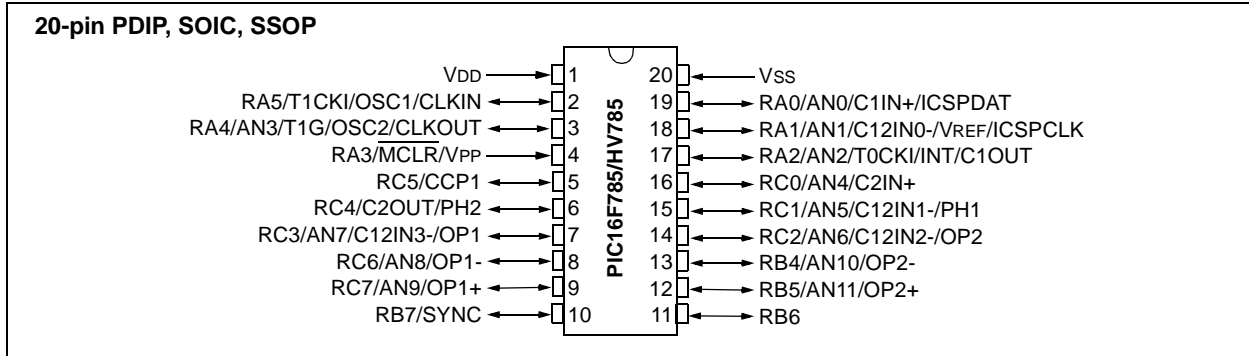 20-pin PDIP, SOIC, SSOP
VDD 1 20 VSS
RA5/T1CKI/OSC1/CLKIN 2 19 RA0/AN0/C1IN+/ICSPDAT
RA4/AN3/T1G/OSC2/CLKOUT 3 18 RA1/AN1/C12IN0-/VREF/ICSPCLK
RA3/MCLR/VPP 4 17 RA2/AN2/T0CKI/INT/C1OUT
RC5/CCP1 5 16 RC0/AN4/C2IN+
RC4/C2OUT/PH2 6 15 RC1/AN5/C12IN1-/PH1
RC3/AN7/C12IN3-/OP1 7 14 RC2/AN6/C12IN2-/OP2
RC6/AN8/OP1- 8 13 RB4/AN10/OP2-
RC7/AN9/OP1+ 9 12 RB5/AN11/OP2+
RB7/SYNC 10 11 RB6
PIC16F785/HV785